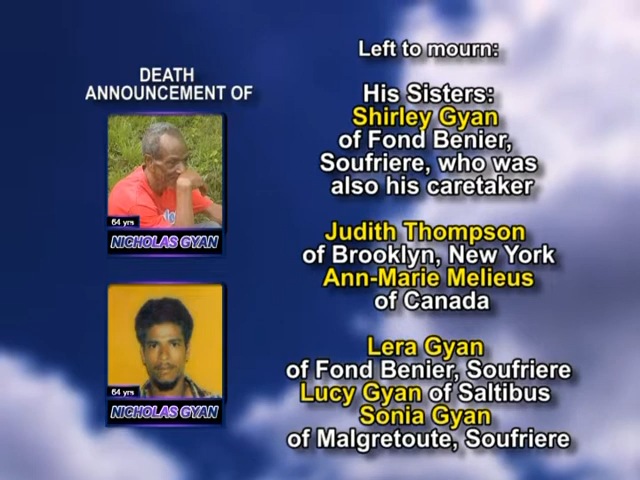 DEATH
ANNOUNCEMENT OF
64 yrs
NICHOLAS GYAN
64 yrs
NICHOLAS GYAN
Left to mourn:
His Sisters:
Shirley Gyan
of Fond Benier,
Soufriere, who was
also his caretaker
Judith Thompson
of Brooklyn, New York
Ann-Marie Melieus
of Canada
Lera Gyan
of Fond Benier, Soufriere
Lucy Gyan of Saltibus
Sonia Gyan
of Malgretoute, Soufriere